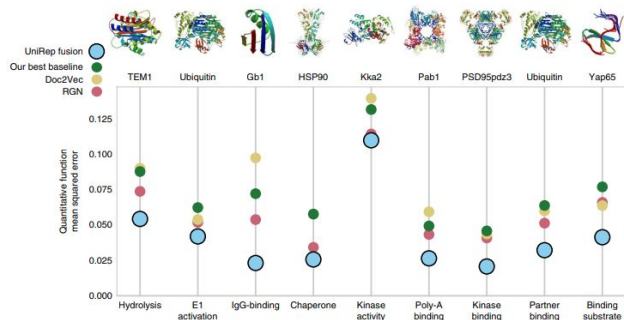 UniRep fusion
Our best baseline
Doc2Vec
RGN
TEM1 Ubiquitin Gb1 HSP90 Kka2 Pab1 PSD95pdz3 Ubiquitin Yap65
Quantitative function
mean squared error
0.125
0.100
0.075
0.050
0.025
0.000
Hydrolysis E1 IgG-binding Chaperone Kinase Poly-A Kinase Partner Binding
activation activity binding binding binding substrate